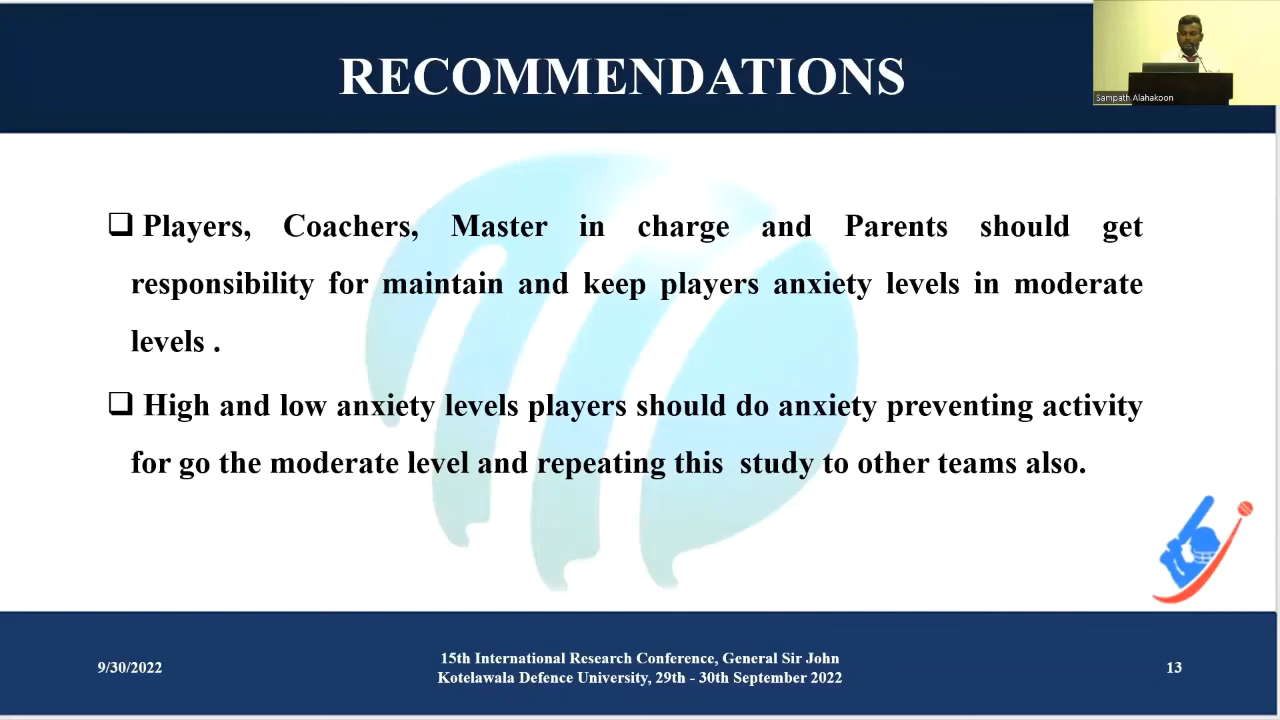 RECOMMENDATIONS
Sampath Alahakoon
❑ Players, Coachers, Master in charge and Parents should get
responsibility for maintain and keep players anxiety levels in moderate
levels .
❑ High and low anxiety levels players should do anxiety preventing activity
for go the moderate level and repeating this study to other teams also.
9/30/2022
15th International Research Conference, General Sir John
Kotelawala Defence University, 29th - 30th September 2022
13